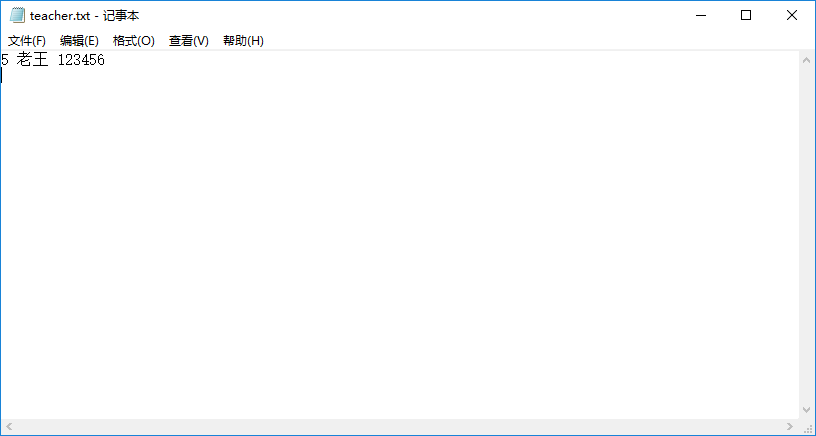 teacher.txt - 记事本
文件(F) 编辑(E) 格式(O) 查看(V) 帮助(H)
5 老王 123456